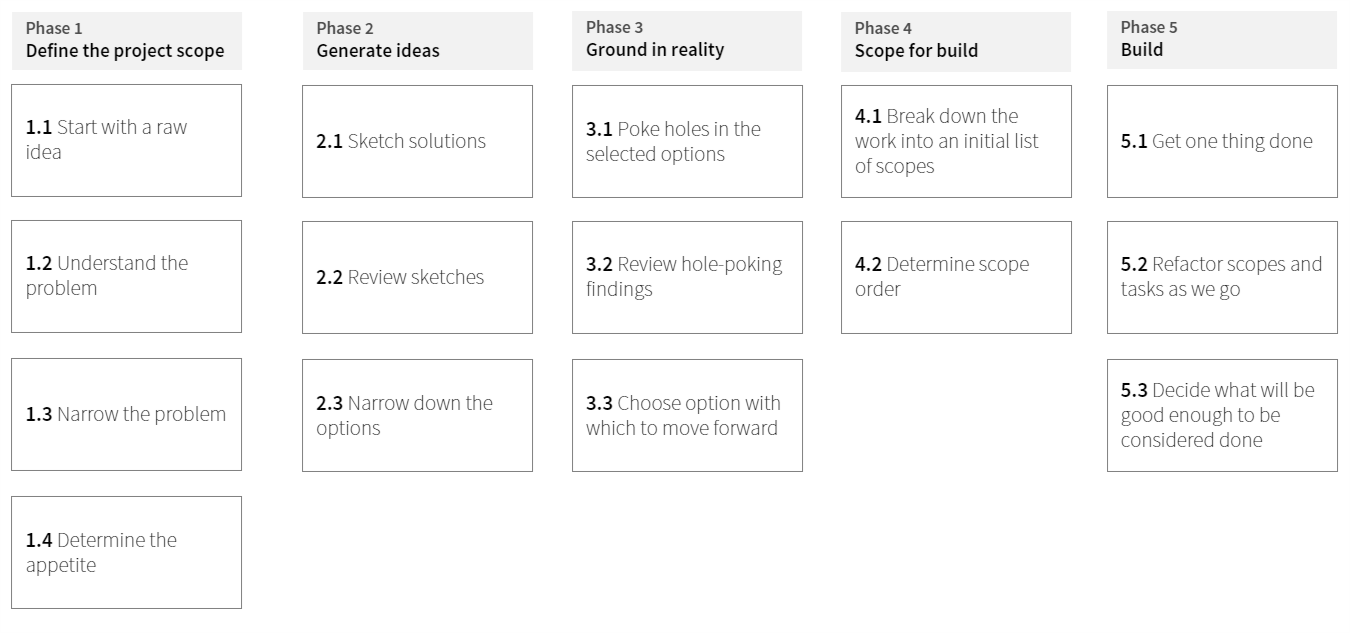 Phase 1
Define the project scope
1.1 Start with a raw
idea
1.2 Understand the
problem
1.3 Narrow the problem
1.4 Determine the
appetite
Phase 2
Generate ideas
2.1 Sketch solutions
2.2 Review sketches
2.3 Narrow down the
options
Phase 3
Ground in reality
3.1 Poke holes in the
selected options
3.2 Review hole-poking
findings
3.3 Choose option with
which to move forward
Phase 4
Scope for build
4.1 Break down the
work into an initial list
of scopes
4.2 Determine scope
order
Phase 5
Build
5.1 Get one thing done
5.2 Refactor scopes and
tasks as we go
5.3 Decide what will be
good enough to be
considered done